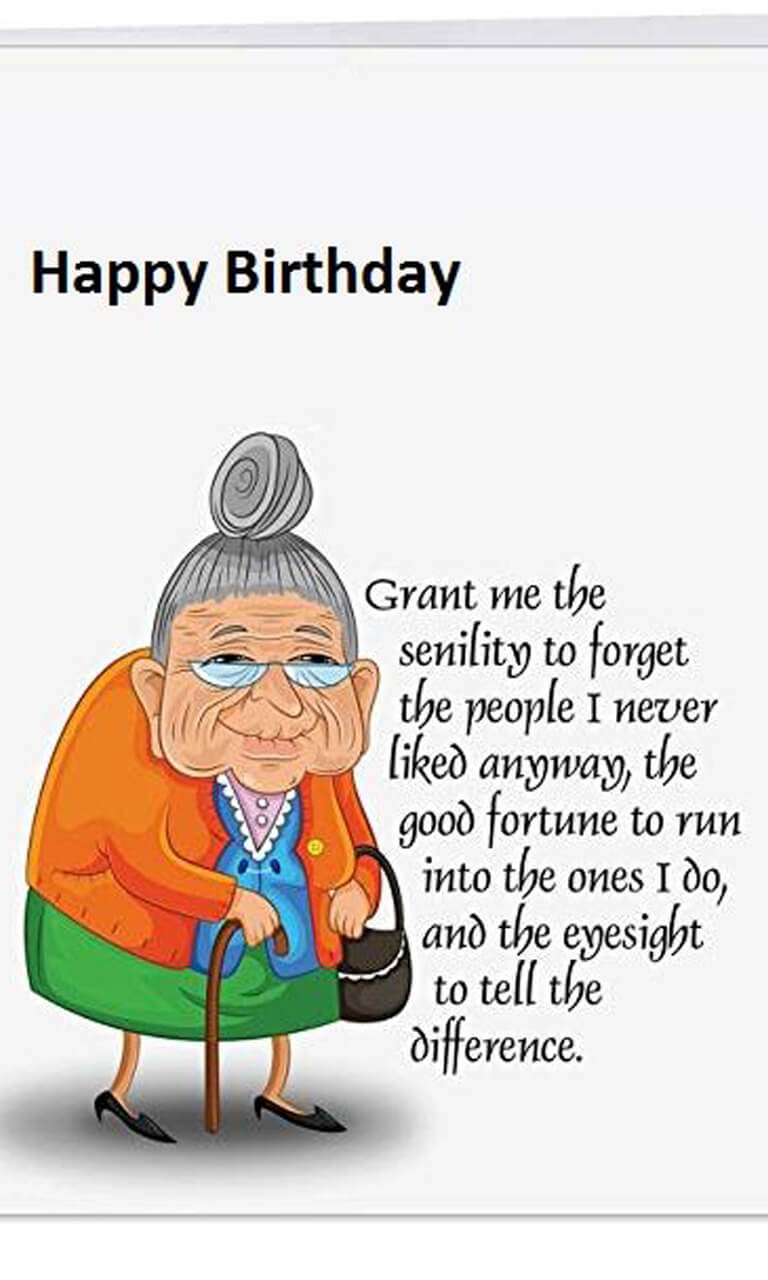 Happy Birthday
Grant me the
senility to forget
the people I never
liked anyway, the
good fortune to run
into the ones I do,
and the eyesight
to tell the
difference.